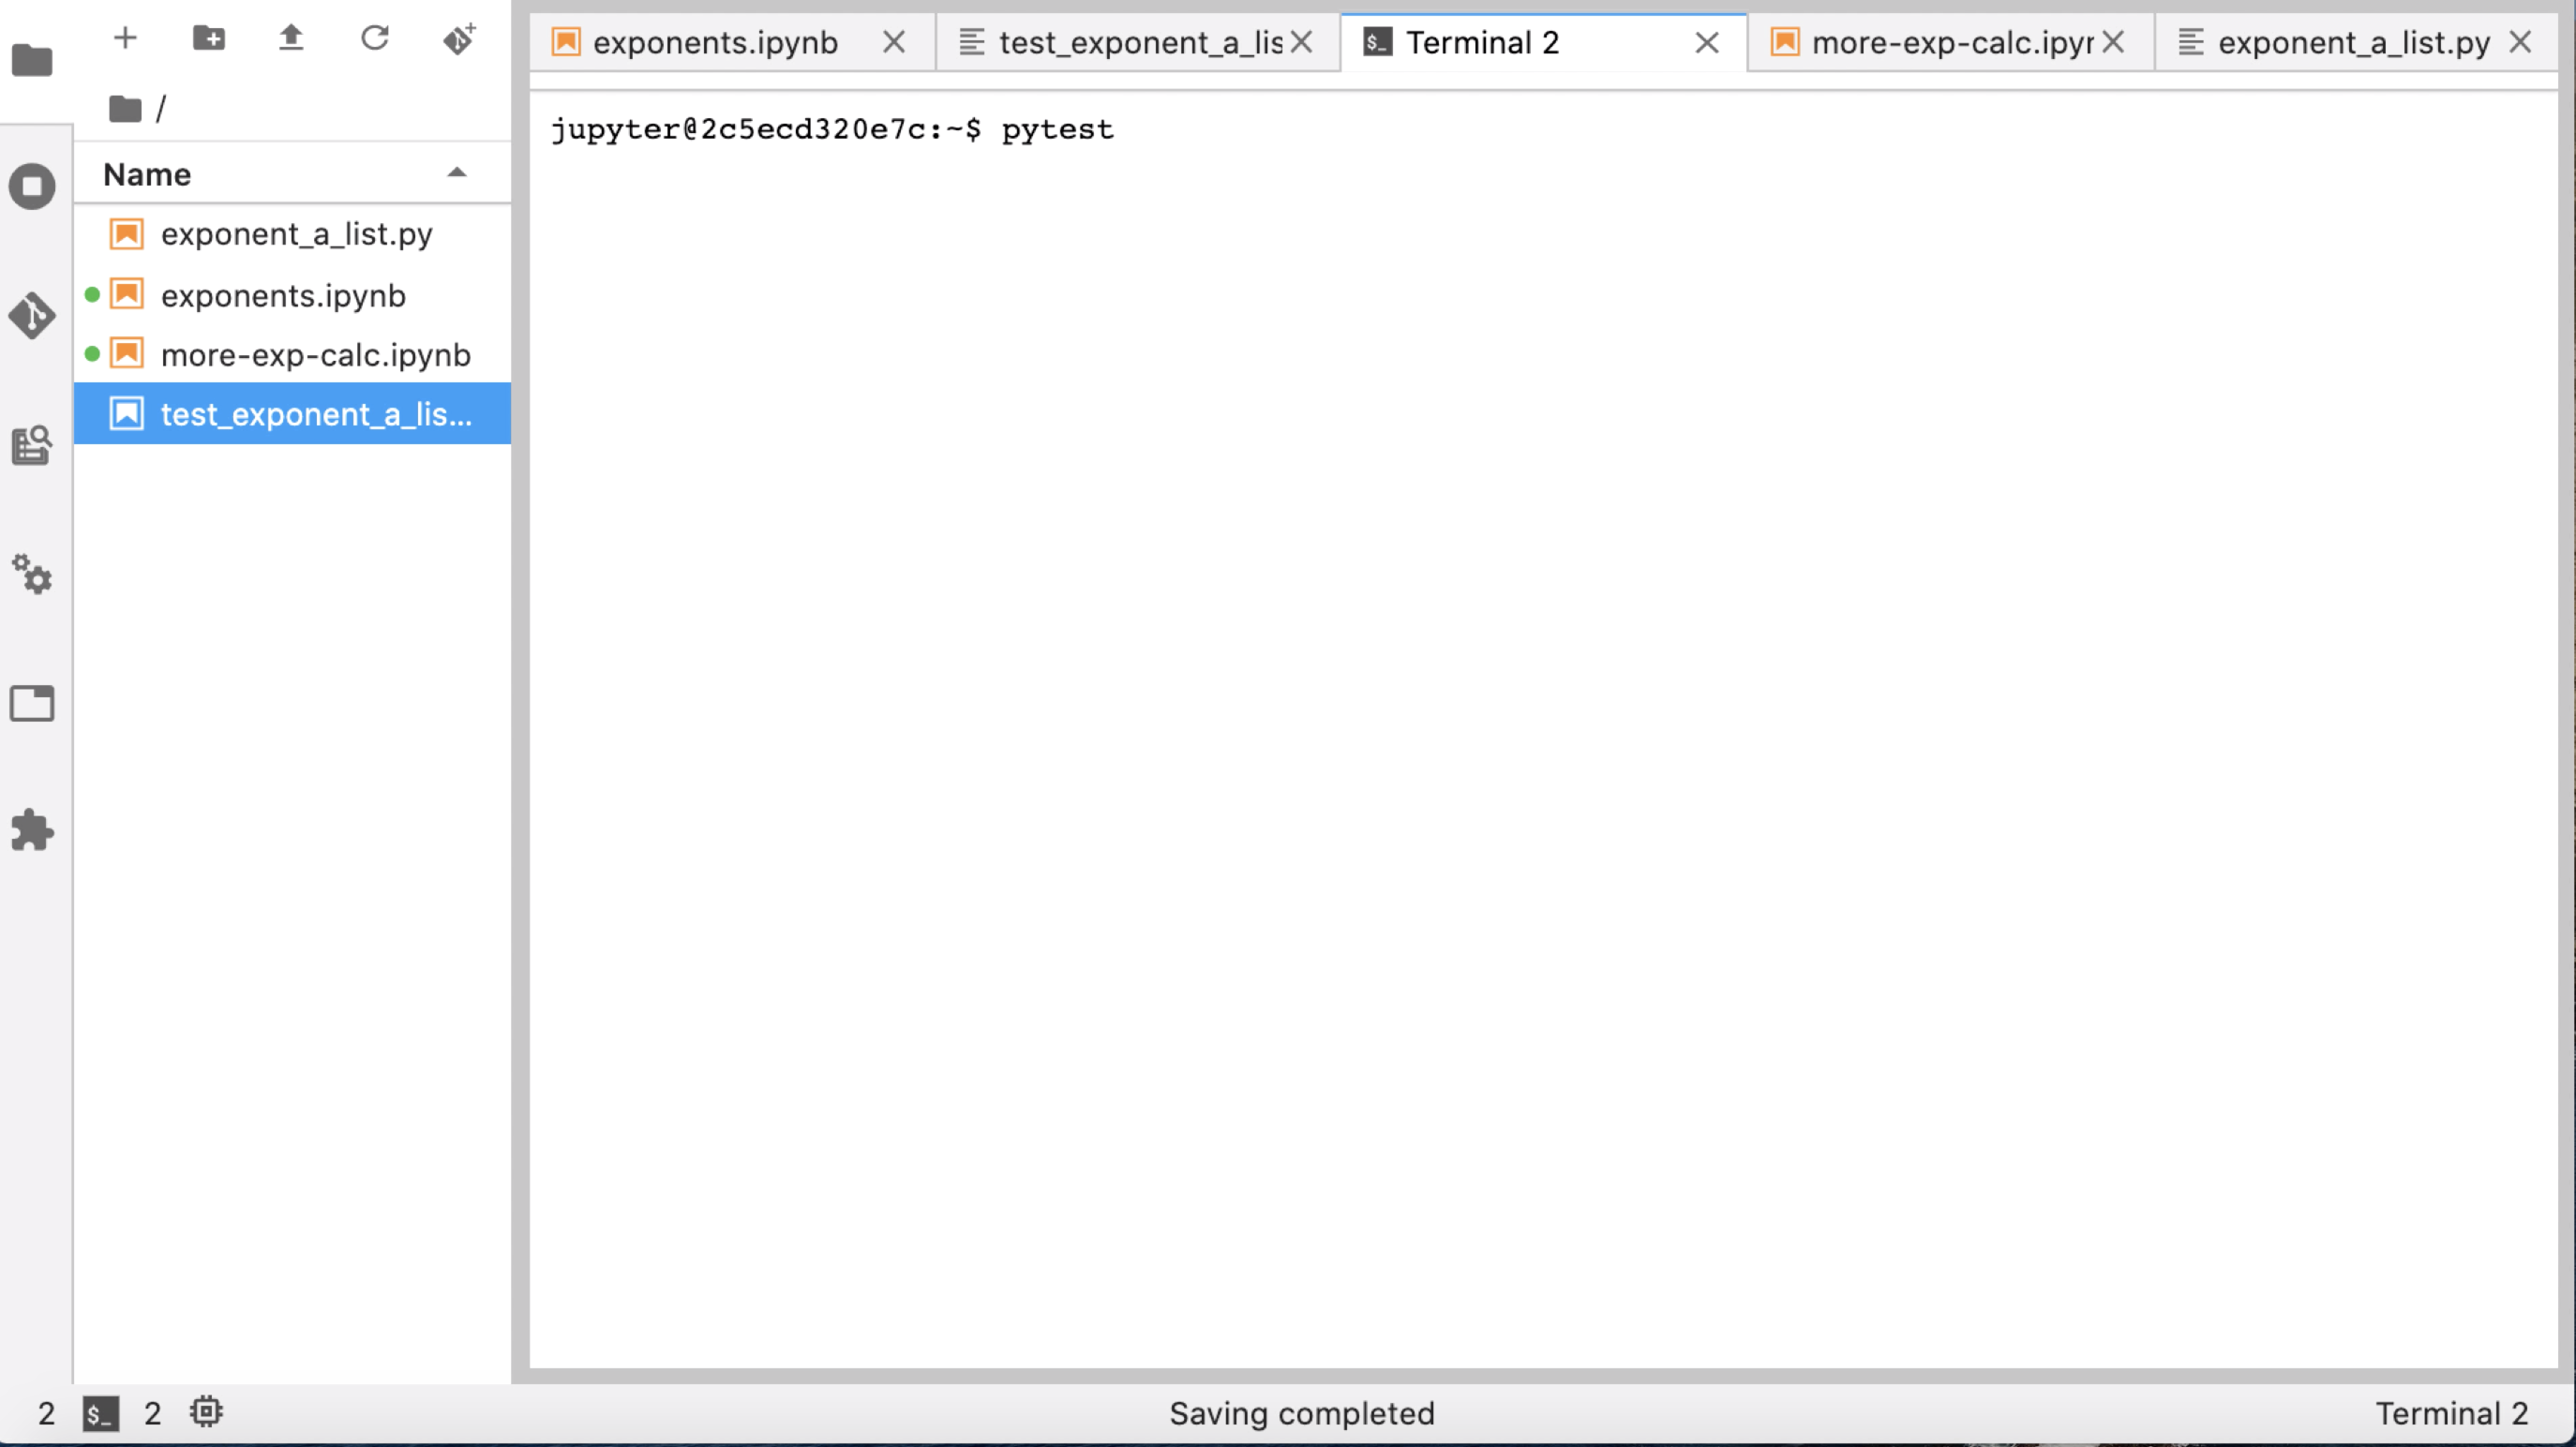 exponents.ipynb
test_exponent_a_lis
$_ Terminal 2
more-exp-calc.ipyr
exponent_a_list.py
/
Name
exponent_a_list.py
exponents.ipynb
more-exp-calc.ipynb
test_exponent_a_lis...
jupyter@2c5ecd320e7c:~$ pytest
2 $_ 2
Saving completed
Terminal 2